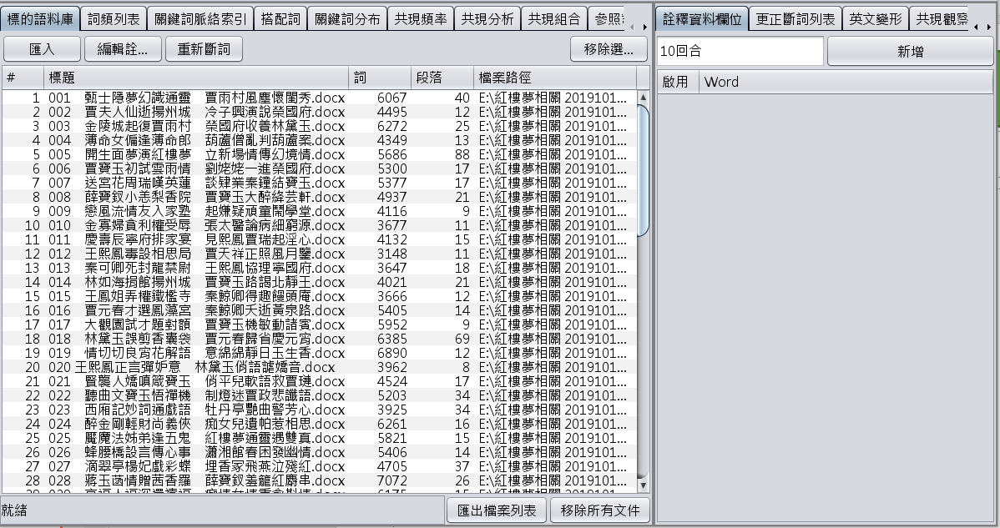 標的語料庫 詞頻列表 關鍵詞脈絡索引 搭配詞 關鍵詞分布 共現頻率 共現分析 共現組合 參照
匯入 編輯詮... 重新斷詞 移除選...
# 標題 詞 段落 檔案路徑
1 001 甄士隱夢幻識通靈 賈雨村風塵懷閨秀.docx 6067 40 E:\紅樓夢相關 2019101...
2 002 賈夫人仙逝揚州城 冷子興演說榮國府.docx 4495 12 E:\紅樓夢相關 2019101...
3 003 金陵城起復賈雨村 榮國府收養林黛玉.docx 6272 25 E:\紅樓夢相關 2019101...
4 004 薄命女偏逢薄命郎 葫蘆僧亂判葫蘆案.docx 4349 13 E:\紅樓夢相關 2019101...
5 005 開生面夢演紅樓夢 立新場情傳幻境情.docx 5686 88 E:\紅樓夢相關 2019101...
6 006 賈寶玉初試雲雨情 劉姥姥一進榮國府.docx 5300 17 E:\紅樓夢相關 2019101...
7 007 送宮花周瑞嘆英蓮 談肄業秦鐘結寶玉.docx 5377 17 E:\紅樓夢相關 2019101...
8 008 薛寶釵小恙梨香院 賈寶玉大醉絳芸軒.docx 4937 21 E:\紅樓夢相關 2019101...
9 009 戀風流情友入家塾 起嫌疑頑童鬧學堂.docx 4116 9 E:\紅樓夢相關 2019101...
10 010 金寡婦貪利權受辱 張太醫論病細窮源.docx 3677 11 E:\紅樓夢相關 2019101...
11 011 慶壽辰寧府排家宴 見熙鳳賈瑞起淫心.docx 4132 15 E:\紅樓夢相關 2019101...
12 012 王熙鳳毒設相思局 賈天祥正照風月鑒.docx 3148 11 E:\紅樓夢相關 2019101...
13 013 秦可卿死封龍禁尉 王熙鳳協理寧國府.docx 3647 18 E:\紅樓夢相關 2019101...
14 014 林如海捐館揚州城 賈寶玉路謁北靜王.docx 4021 21 E:\紅樓夢相關 2019101...
15 015 王鳳姐弄權鐵檻寺 秦鯨卿得趣饅頭庵.docx 3666 12 E:\紅樓夢相關 2019101...
16 016 賈元春才選鳳藻宮 秦鯨卿夭逝黃泉路.docx 5405 14 E:\紅樓夢相關 2019101...
17 017 大觀園試才題對額 賈寶玉機敏動諸賓.docx 5952 9 E:\紅樓夢相關 2019101...
18 018 林黛玉誤剪香囊袋 賈元春歸省慶元宵.docx 6385 69 E:\紅樓夢相關 2019101...
19 019 情切切良宵花解語 意綿綿靜日玉生香.docx 6890 12 E:\紅樓夢相關 2019101...
20 020 王熙鳳正言彈妒意 林黛玉俏語謔嬌音.docx 3962 8 E:\紅樓夢相關 2019101...
21 021 賢襲人嬌嗔箴寶玉 俏平兒軟語救賈璉.docx 4524 17 E:\紅樓夢相關 2019101...
22 022 聽曲文寶玉悟禪機 制燈迷賈政悲讖語.docx 5203 34 E:\紅樓夢相關 2019101...
23 023 西廂記妙詞通戲語 牡丹亭艷曲警芳心.docx 3925 34 E:\紅樓夢相關 2019101...
24 024 醉金剛輕財尚義俠 痴女兒遺帕惹相思.docx 6261 16 E:\紅樓夢相關 2019101...
25 025 魘魔法姊弟逢五鬼 紅樓夢通靈遇雙真.docx 5821 15 E:\紅樓夢相關 2019101...
26 026 蜂腰橋設言傳心事 瀟湘館春困發幽情.docx 5406 14 E:\紅樓夢相關 2019101...
27 027 滴翠亭楊妃戲彩蝶 埋香冢飛燕泣殘紅.docx 4705 37 E:\紅樓夢相關 2019101...
28 028 蔣玉菡情贈茜香羅 薛寶釵羞籠紅麝串.docx 7072 26 E:\紅樓夢相關 2019101...
就緒 匯出檔案列表 移除所有文件
詮釋資料欄位 更正斷詞列表 英文變形 共現觀察
10回合 新增
啟用 Word